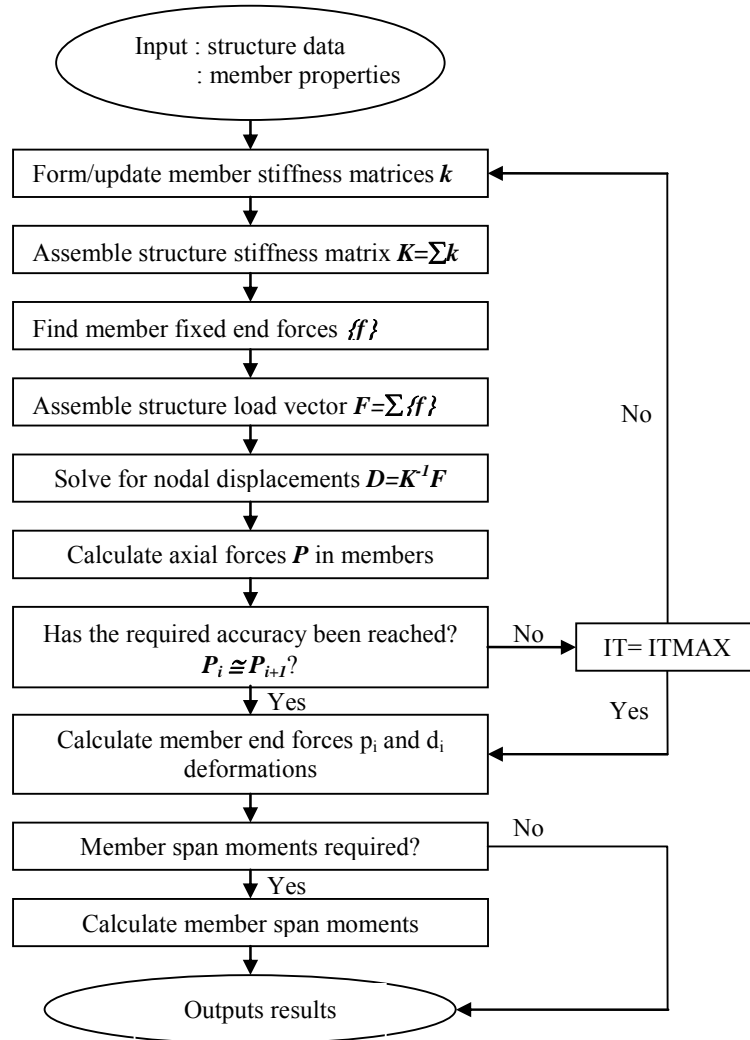 Input : structure data
: member properties
Form/update member stiffness matrices k
Assemble structure stiffness matrix K=∑k
Find member fixed end forces {f}
Assemble structure load vector F=∑{f}
No
Solve for nodal displacements D=K⁻¹F
Calculate axial forces P in members
Has the required accuracy been reached?
Pᵢ ≅ Pᵢ₊₁?
No
IT= ITMAX
Yes
Yes
Calculate member end forces pᵢ and dᵢ
deformations
Member span moments required?
No
Yes
Calculate member span moments
Outputs results